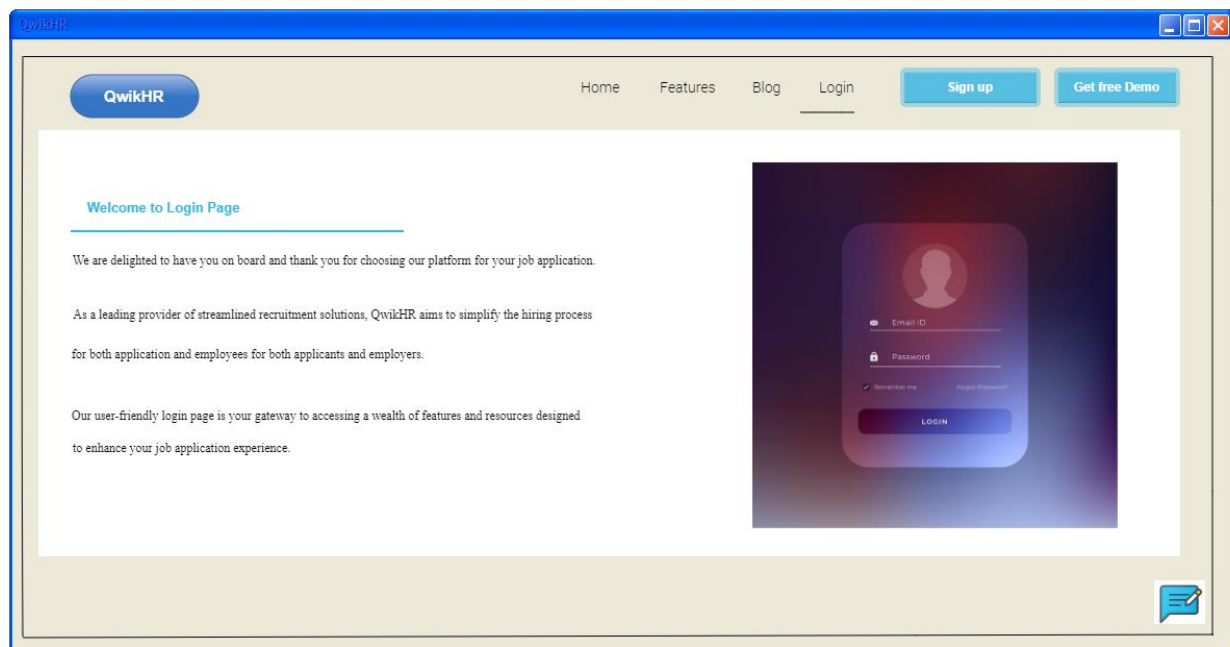 QwikHR
QwikHR
Home Features Blog Login Sign up Get free Demo
Welcome to Login Page
We are delighted to have you on board and thank you for choosing our platform for your job application.
As a leading provider of streamlined recruitment solutions, QwikHR aims to simplify the hiring process
for both application and employees for both applicants and employers.
Our user-friendly login page is your gateway to accessing a wealth of features and resources designed
to enhance your job application experience.
Email ID
Password
Remember me Forgot Password?
LOGIN